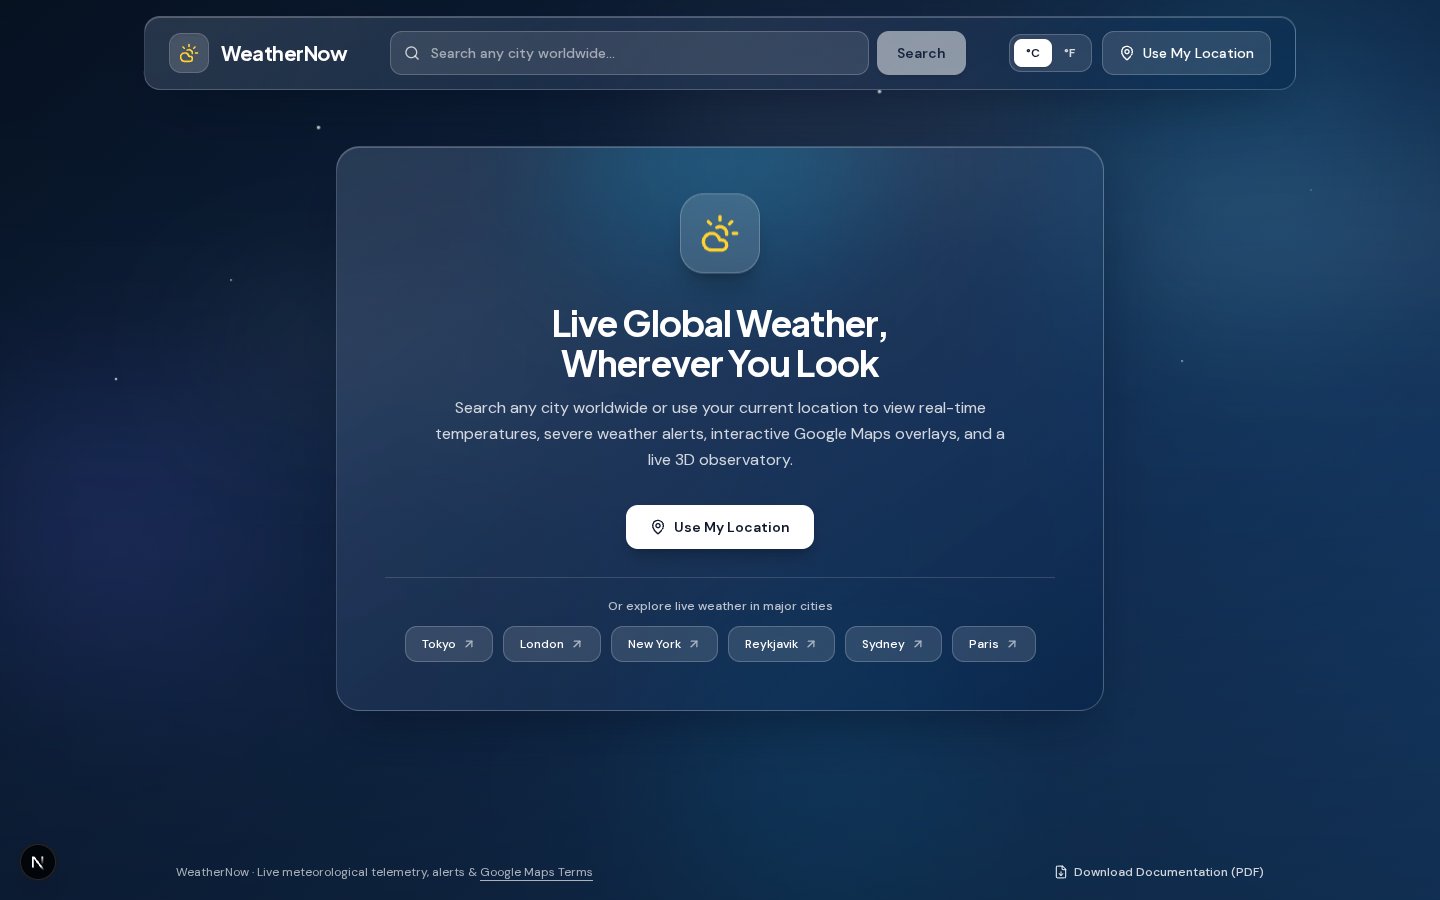 WeatherNow
Search any city worldwide...
Search
°C
°F
Use My Location
Live Global Weather,
Wherever You Look
Search any city worldwide or use your current location to view real-time
temperatures, severe weather alerts, interactive Google Maps overlays, and a
live 3D observatory.
Use My Location
Or explore live weather in major cities
Tokyo
London
New York
Reykjavik
Sydney
Paris
N
WeatherNow · Live meteorological telemetry, alerts & Google Maps Terms
Download Documentation (PDF)